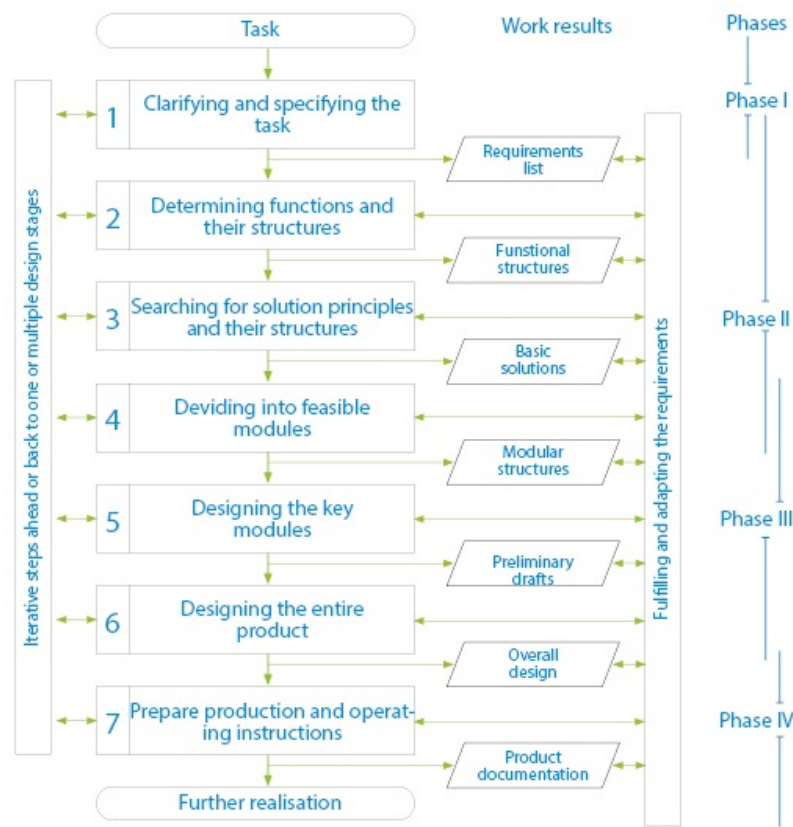 Task
Work results
Phases
Iterative steps ahead or back to one or multiple design stages
1
Clarifying and specifying the
task
Requirements
list
2
Determining functions and
their structures
Funstional
structures
3
Searching for solution principles
and their structures
Basic
solutions
4
Deviding into feasible
modules
Modular
structures
5
Designing the key
modules
Preliminary
drafts
6
Designing the entire
product
Overall
design
7
Prepare production and operat-
ing instructions
Product
documentation
Further realisation
Fulfilling and adapting the requirements
Phase I
Phase II
Phase III
Phase IV